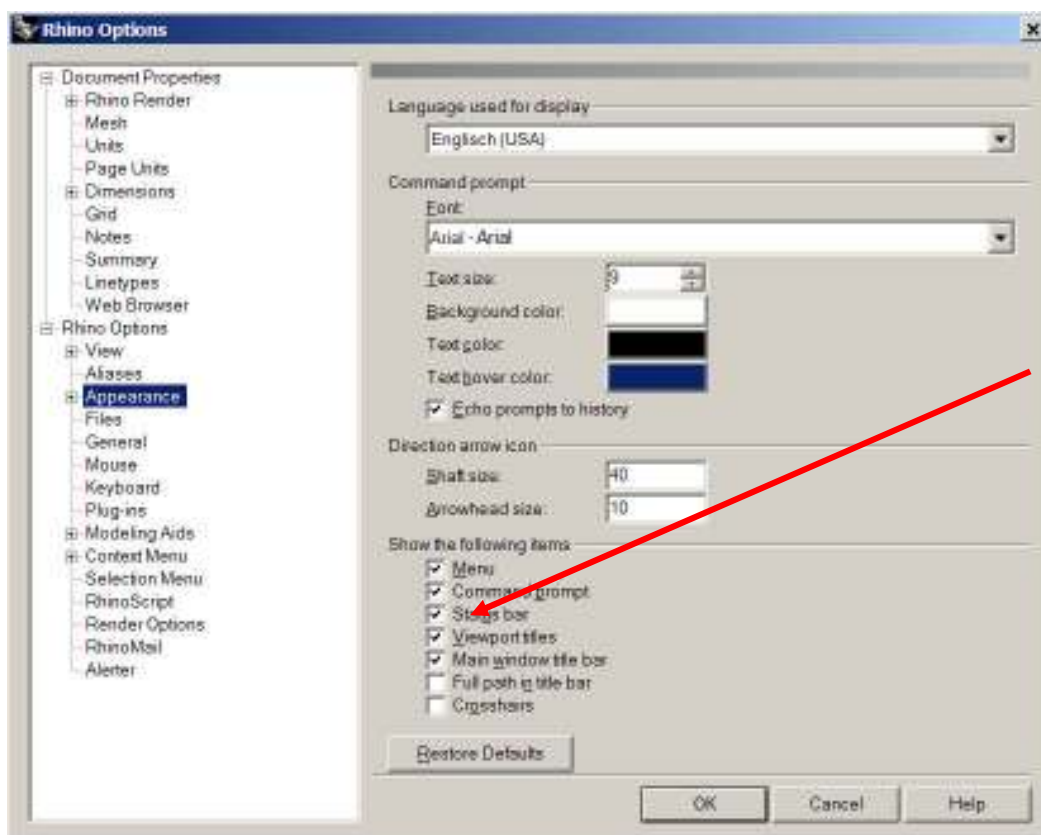 Rhino Options
Document Properties
Rhino Render
Mesh
Units
Page Units
Dimensions
Grid
Notes
Summary
Linetypes
Web Browser
Rhino Options
View
Aliases
Appearance
Files
General
Mouse
Keyboard
Plug-ins
Modeling Aids
Context Menu
Selection Menu
RhinoScript
Render Options
RhinoMail
Alerter
Language used for display
Englisch (USA)
Command prompt
Font:
Arial - Arial
Text size: 9
Background color:
Text color:
Text hover color:
Echo prompts to history
Direction arrow icon
Shaft size: 40
Arrowhead size: 10
Show the following items
Menu
Command prompt
Status bar
Viewport titles
Main window title bar
Full path in title bar
Crosshairs
Restore Defaults
OK Cancel Help